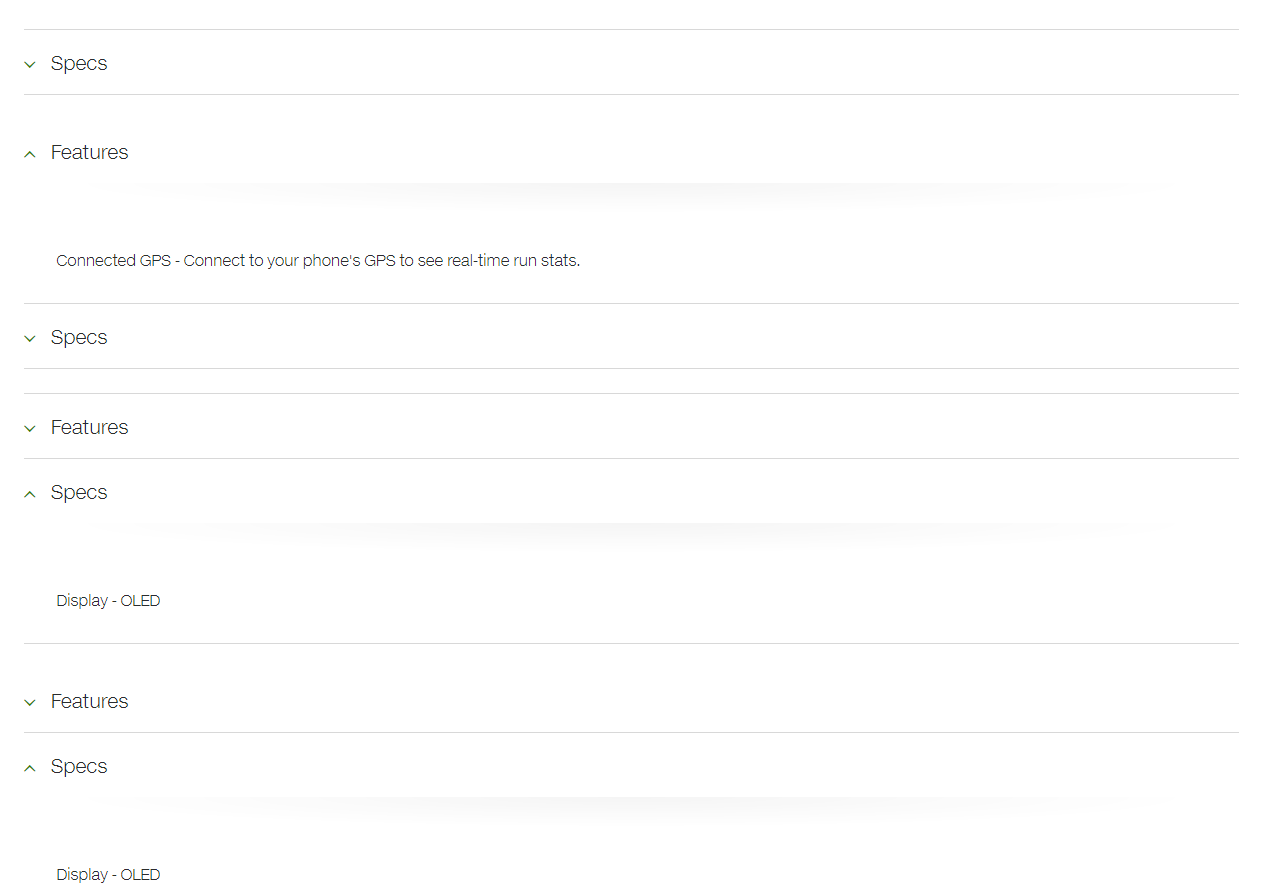 Specs
Features
Connected GPS - Connect to your phone's GPS to see real-time run stats.
Specs
Features
Specs
Display - OLED
Features
Specs
Display - OLED